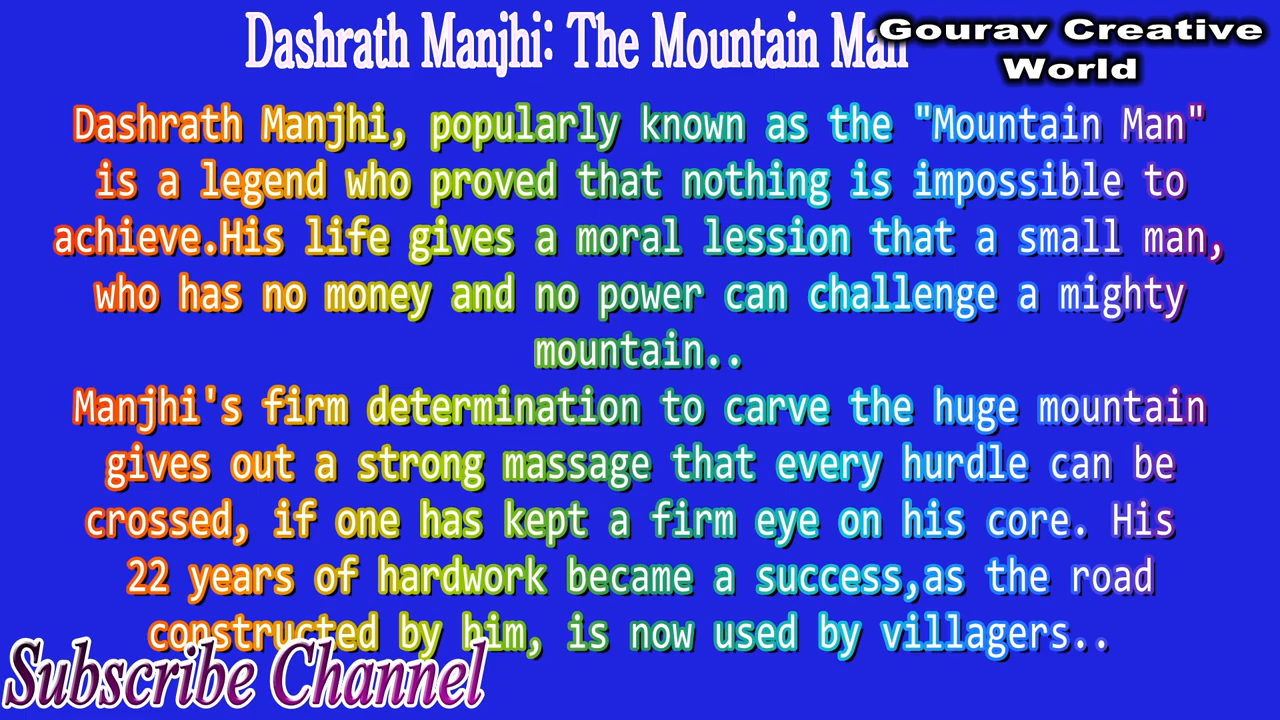 Dashrath Manjhi: The Mountain Man
Gourav Creative
World
Dashrath Manjhi, popularly known as the "Mountain Man"
is a legend who proved that nothing is impossible to
achieve.His life gives a moral lession that a small man,
who has no money and no power can challenge a mighty
mountain..
Manjhi's firm determination to carve the huge mountain
gives out a strong massage that every hurdle can be
crossed, if one has kept a firm eye on his core. His
22 years of hardwork became a success,as the road
constructed by him, is now used by villagers..
Subscribe Channel